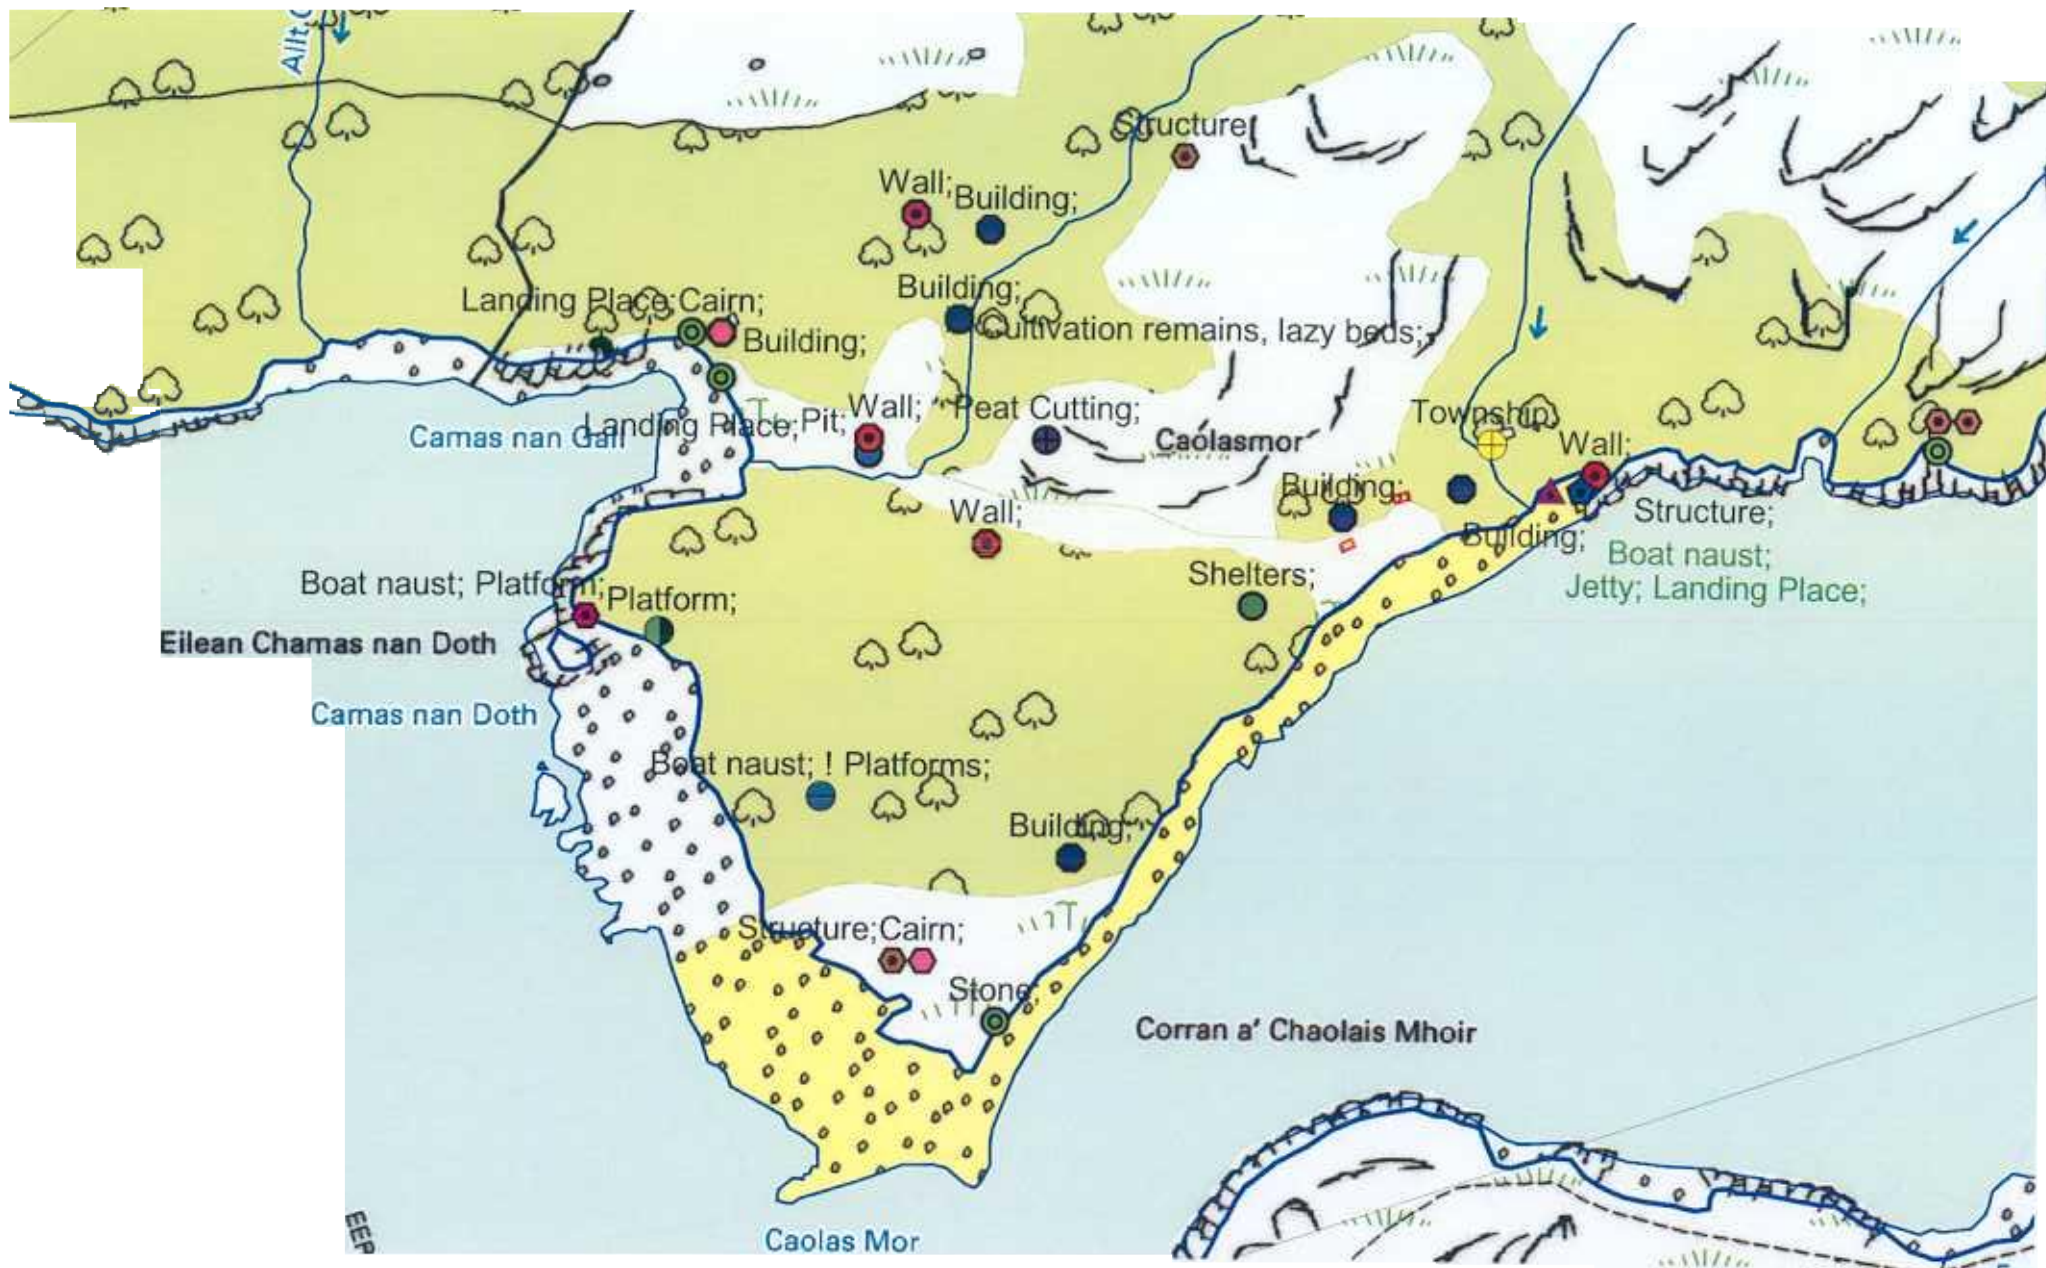 Allt
Structure;
Wall;
Building;
Building;
Landing Place;
Cairn;
Cultivation remains, lazy beds;
Building;
Landing Place;
Pit;
Wall;
Peat Cutting;
Township;
Camas nan Gall
Caolasmor
Wall;
Building;
Wall;
Structure;
Building;
Boat naust;
Jetty; Landing Place;
Boat naust; Platform;
Platform;
Shelters;
Eilean Chamas nan Doth
Camas nan Doth
Boat naust; ! Platforms;
Building;
Structure;
Cairn;
Stone;
Corran a' Chaolais Mhoir
Caolas Mor